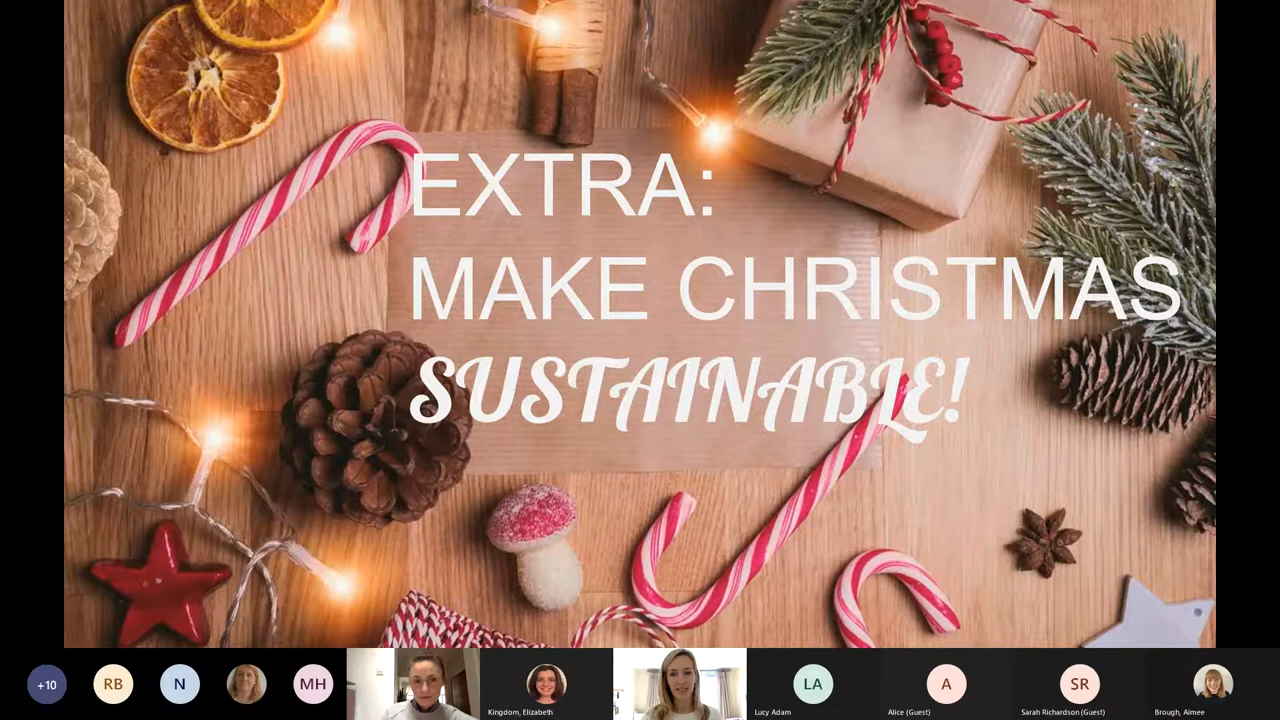 EXTRA:
MAKE CHRISTMAS
SUSTAINABLE!
+10
RB
N
MH
Kingdom, Elizabeth
LA
Lucy Adam
A
Alice (Guest)
SR
Sarah Richardson (Guest)
Brough, Aimee